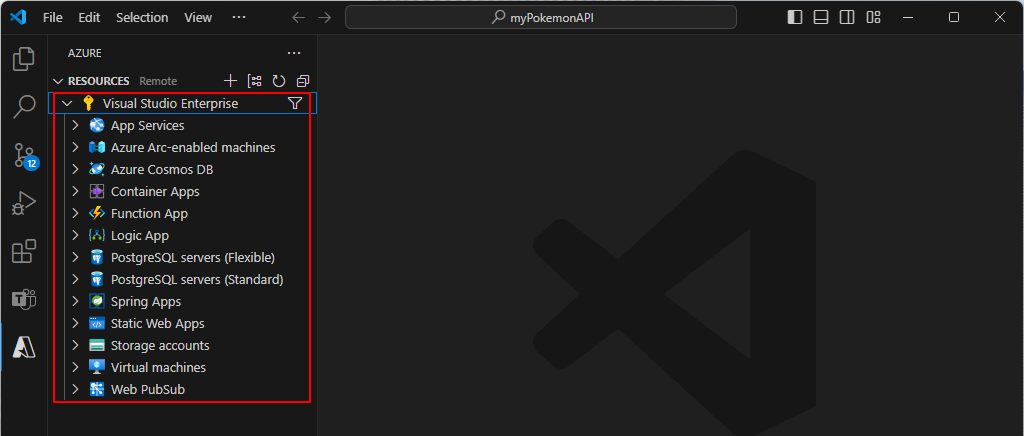 File Edit Selection View ···
myPokemonAPI
AZURE ···
RESOURCES Remote
Visual Studio Enterprise
App Services
Azure Arc-enabled machines
Azure Cosmos DB
Container Apps
12
Function App
Logic App
PostgreSQL servers (Flexible)
PostgreSQL servers (Standard)
Spring Apps
Static Web Apps
Storage accounts
Virtual machines
Web PubSub